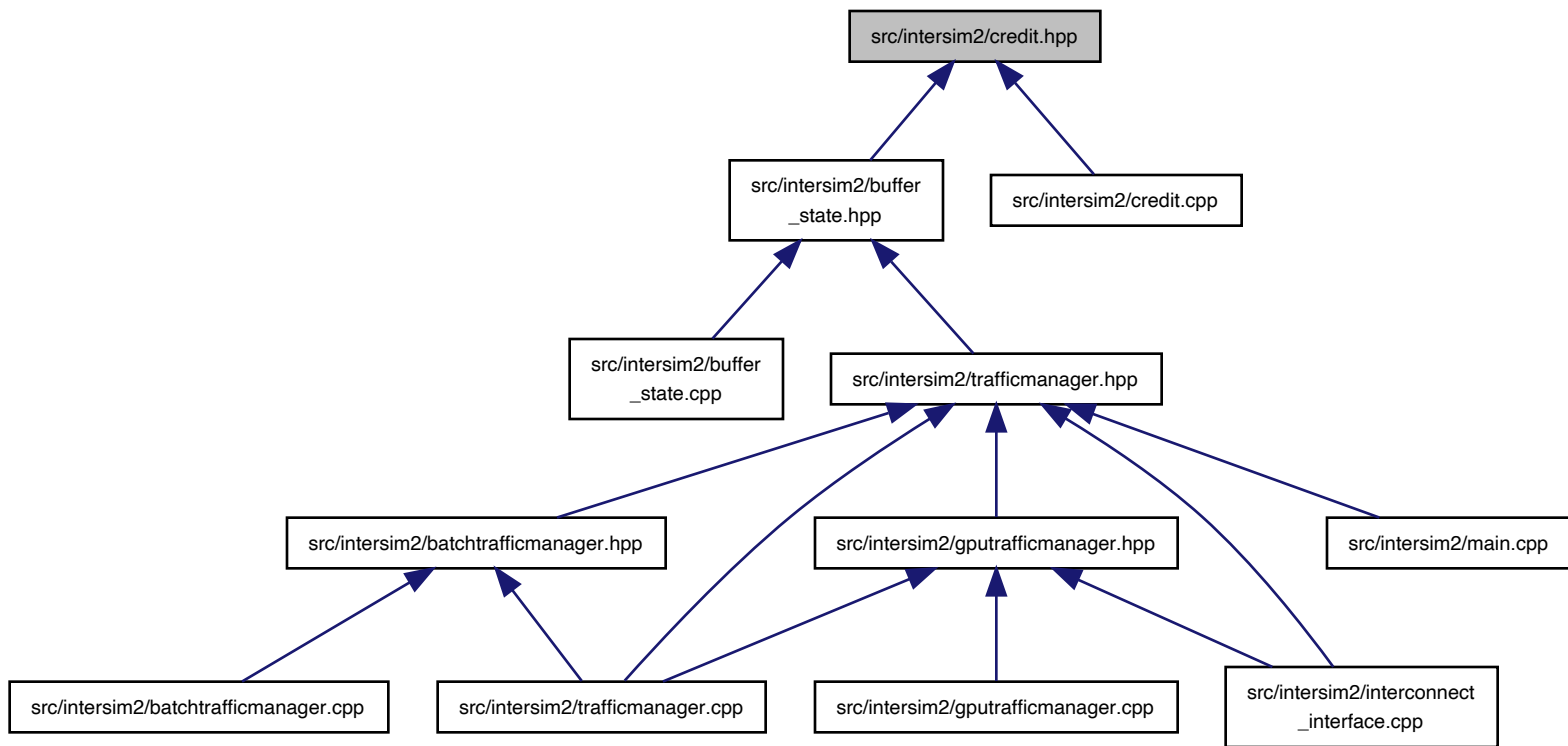 src/intersim2/credit.hpp
src/intersim2/buffer
_state.hpp
src/intersim2/credit.cpp
src/intersim2/buffer
_state.cpp
src/intersim2/trafficmanager.hpp
src/intersim2/batchtrafficmanager.hpp
src/intersim2/gputrafficmanager.hpp
src/intersim2/main.cpp
src/intersim2/batchtrafficmanager.cpp
src/intersim2/trafficmanager.cpp
src/intersim2/gputrafficmanager.cpp
src/intersim2/interconnect
_interface.cpp